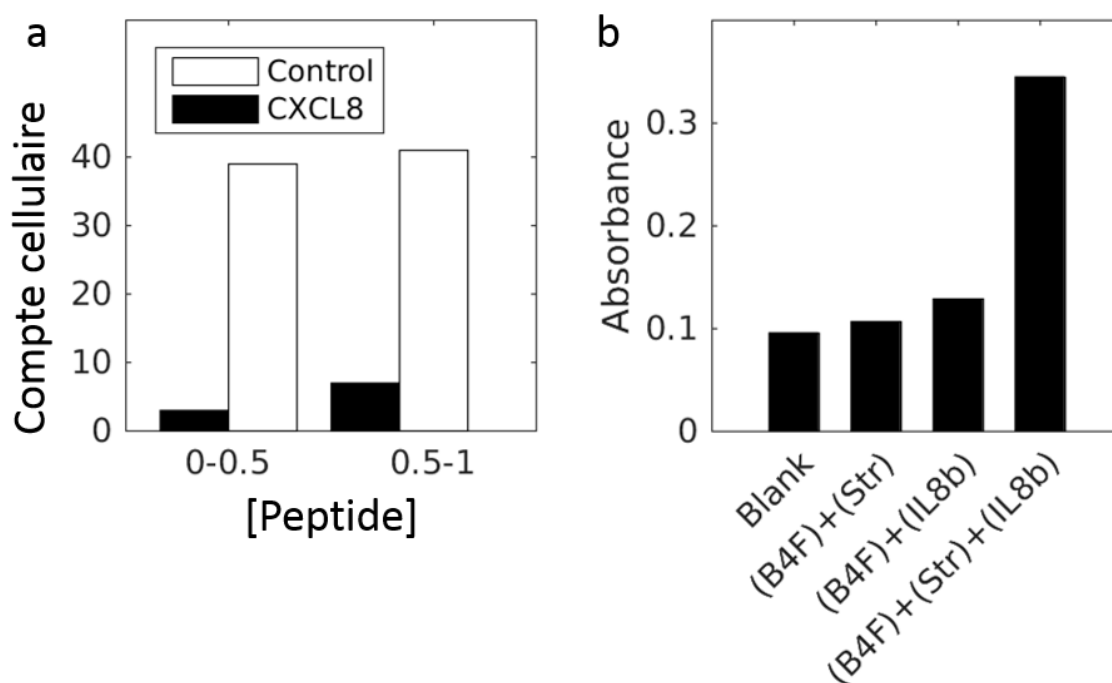 a
Control
CXCL8
Compte cellulaire
40
30
20
10
0
0-0.5
0.5-1
[Peptide]
b
Absorbance
0.3
0.2
0.1
0
Blank
(B4F)+(Str)
(B4F)+(IL8b)
(B4F)+(Str)+(IL8b)